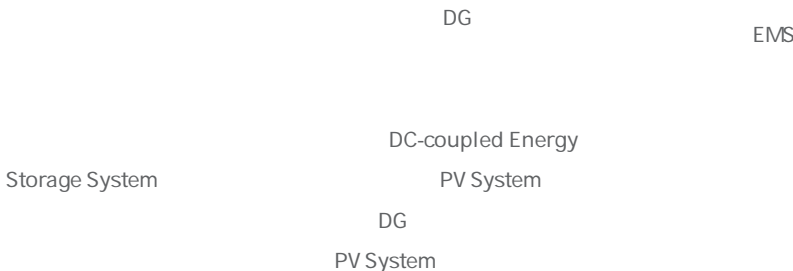 DG
EMS
DC-coupled Energy
Storage System PV System
DG
PV System